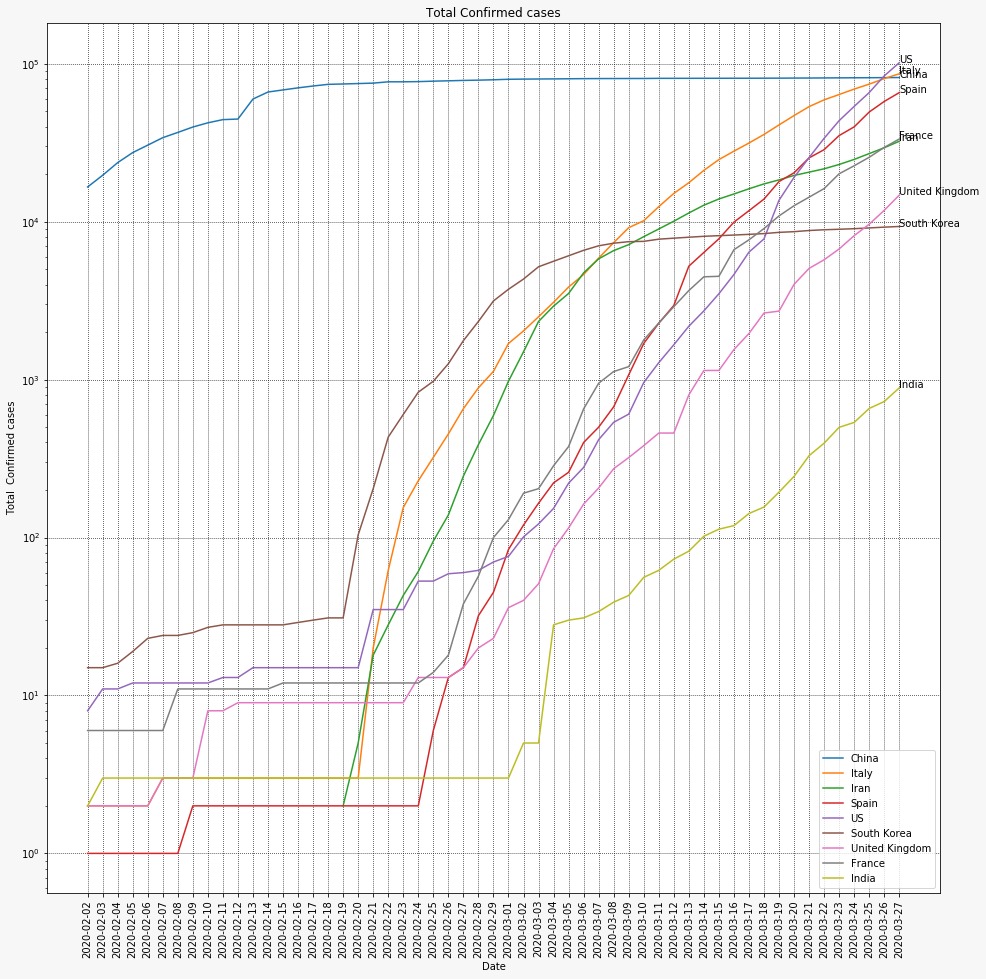 Total Confirmed cases
Total  Confirmed cases
10⁵
10⁴
10³
10²
10¹
10⁰
US
Italy
China
Spain
France
Iran
United Kingdom
South Korea
India
China
Italy
Iran
Spain
US
South Korea
United Kingdom
France
India
2020-02-02
2020-02-03
2020-02-04
2020-02-05
2020-02-06
2020-02-07
2020-02-08
2020-02-09
2020-02-10
2020-02-11
2020-02-12
2020-02-13
2020-02-14
2020-02-15
2020-02-16
2020-02-17
2020-02-18
2020-02-19
2020-02-20
2020-02-21
2020-02-22
2020-02-23
2020-02-24
2020-02-25
2020-02-26
2020-02-27
2020-02-28
2020-02-29
2020-03-01
2020-03-02
2020-03-03
2020-03-04
2020-03-05
2020-03-06
2020-03-07
2020-03-08
2020-03-09
2020-03-10
2020-03-11
2020-03-12
2020-03-13
2020-03-14
2020-03-15
2020-03-16
2020-03-17
2020-03-18
2020-03-19
2020-03-20
2020-03-21
2020-03-22
2020-03-23
2020-03-24
2020-03-25
2020-03-26
2020-03-27
Date